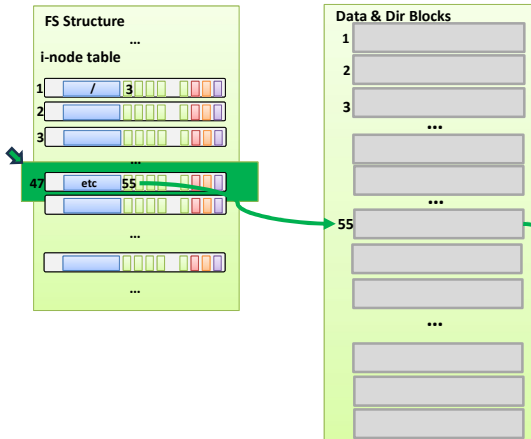 FS Structure
...
i-node table
1 / 3
2
3
...
47 etc 55
...
...
Data & Dir Blocks
1
2
3
...
...
55
...